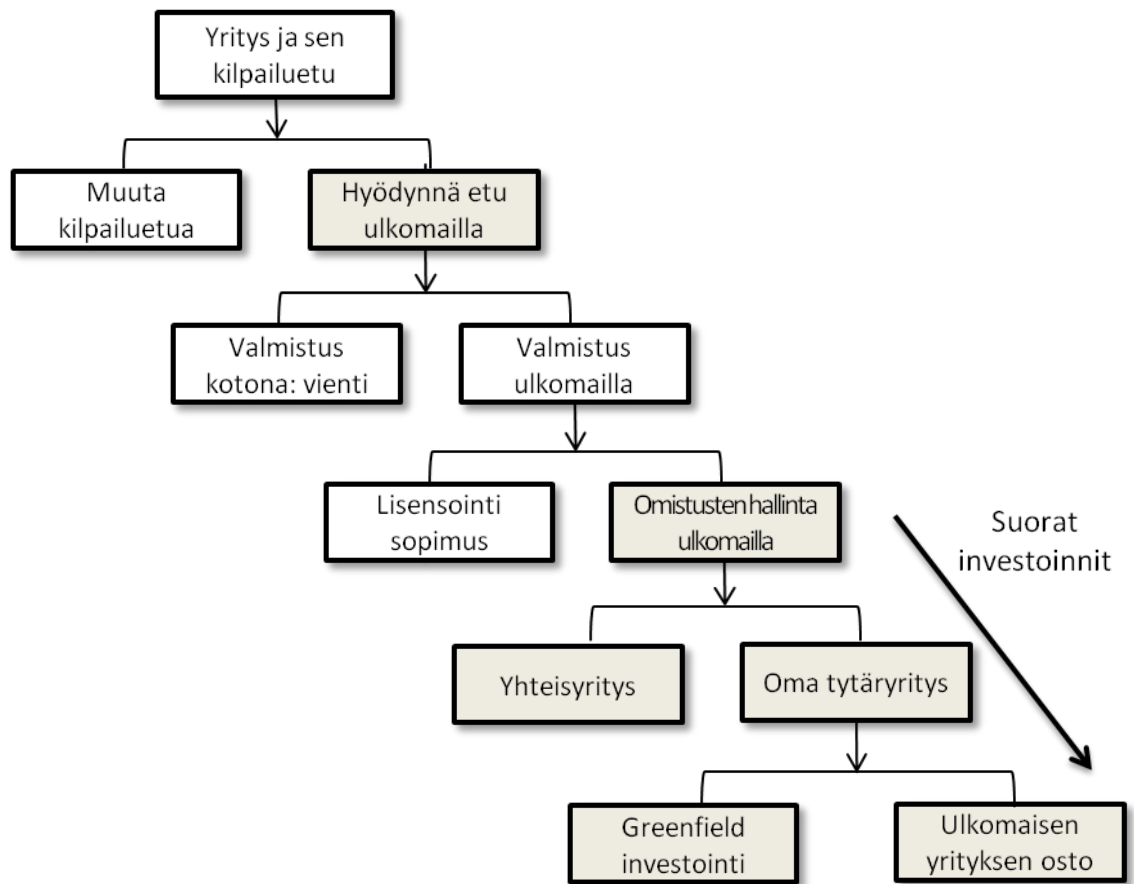 Yritys ja sen
kilpailuetu
Muuta
kilpailuetua
Hyödynnä etu
ulkomailla
Valmistus
kotona: vienti
Valmistus
ulkomailla
Lisensointi
sopimus
Omistusten hallinta
ulkomailla
Suorat
investoinnit
Yhteisyritys
Oma tytäryritys
Greenfield
investointi
Ulkomaisen
yrityksen osto